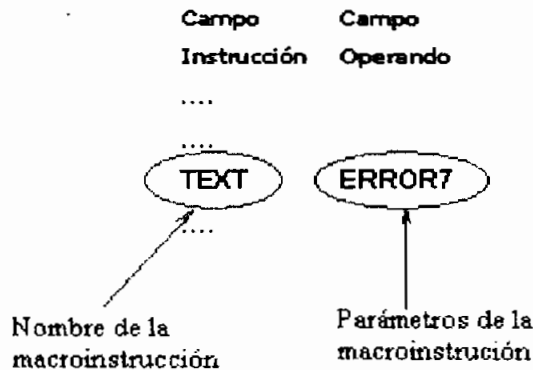 Campo Campo
Instrucción Operando
....
....
TEXT ERROR7
....
Nombre de la
macroinstrucción
Parámetros de la
macroinstrución